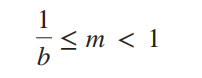 1/b ≤ m < 1